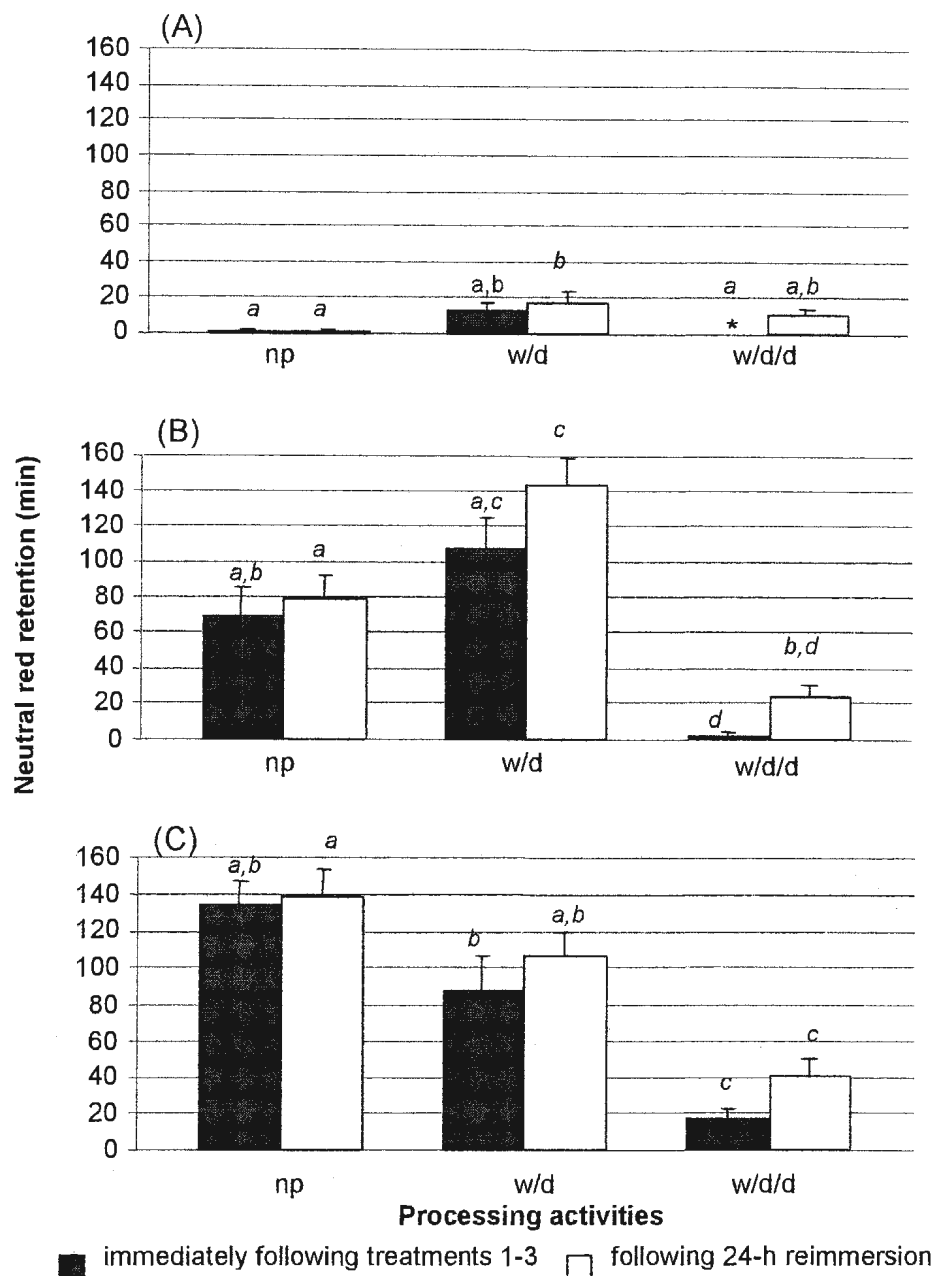 (A)
160
140
120
100
80
60
40
20
0
a a a,b b a a,b
*
np w/d w/d/d
(B)
160
140
120
100
80
60
40
20
0
a,b a a,c c d b,d
np w/d w/d/d
Neutral red retention (min)
(C)
160
140
120
100
80
60
40
20
0
a,b a b a,b c c
np w/d w/d/d
Processing activities
immediately following treatments 1-3 following 24-h reimmersion